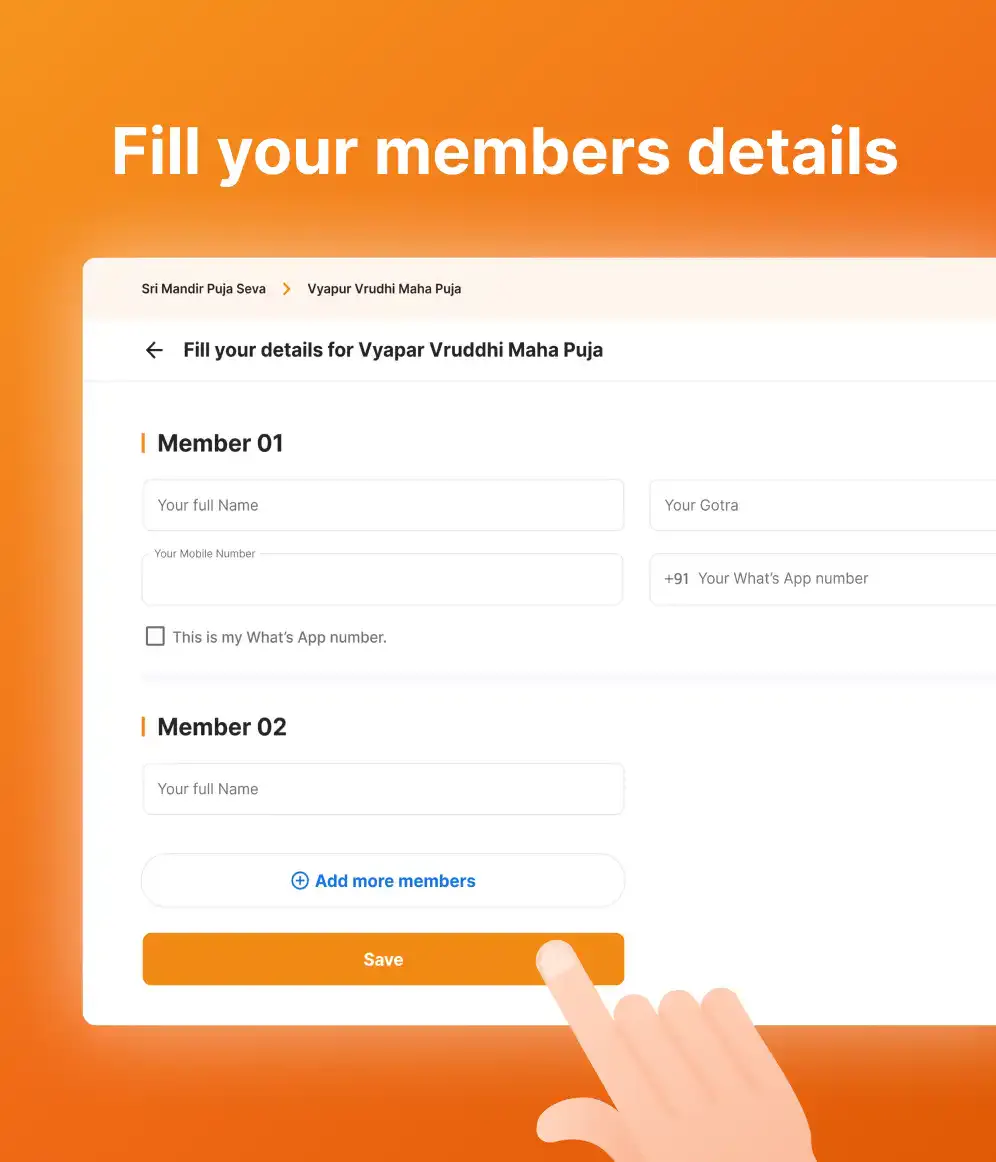 Fill your members details
Sri Mandir Puja Seva > Vyapur Vrudhi Maha Puja
Fill your details for Vyapar Vruddhi Maha Puja
Member 01
Your full Name
Your Gotra
Your Mobile Number
+91 Your What’s App number
This is my What’s App number.
Member 02
Your full Name
Add more members
Save